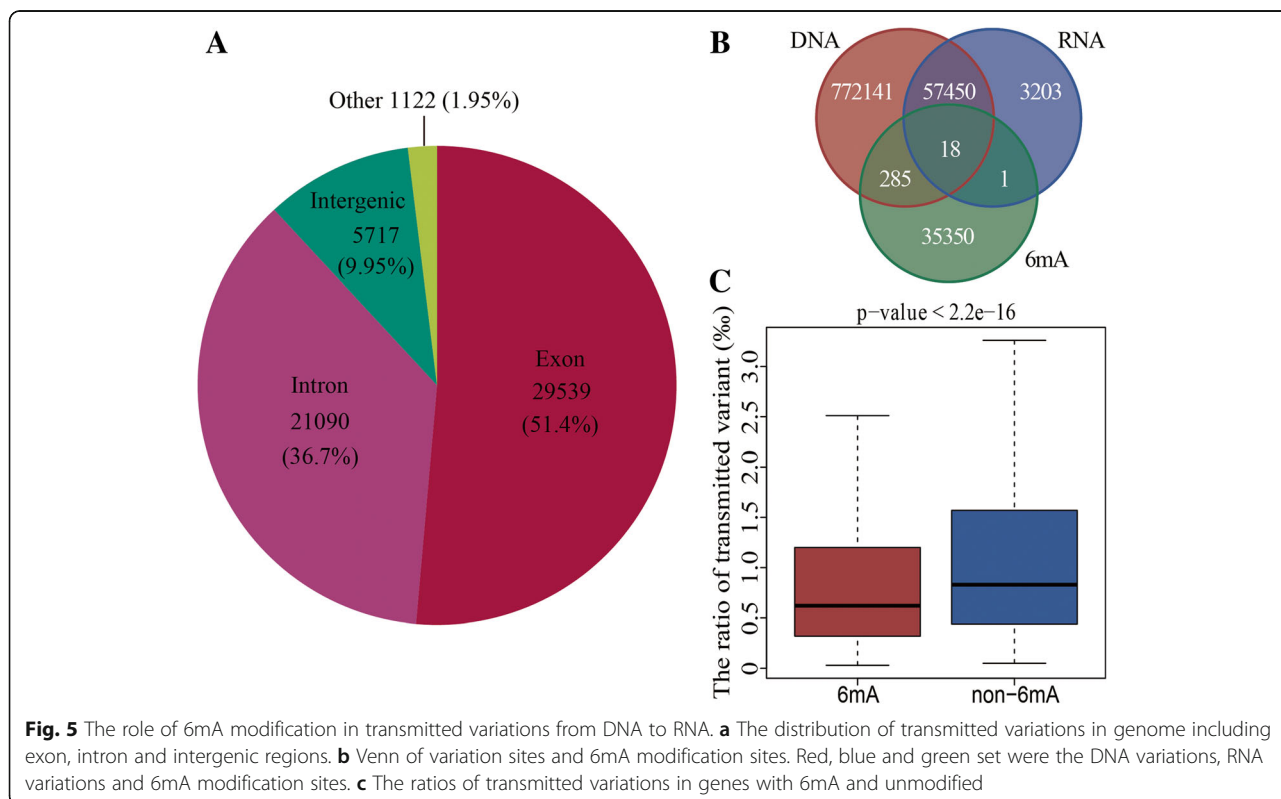 A
Other 1122 (1.95%)
Intergenic
5717
(9.95%)
Exon
29539
(51.4%)
Intron
21090
(36.7%)
B
DNA
RNA
772141
57450
3203
18
285
1
35350
6mA
C
p-value < 2.2e-16
The ratio of transmitted variant (‰)
3.0
2.5
2.0
1.5
1.0
0.5
0
6mA
non-6mA
Fig. 5 The role of 6mA modification in transmitted variations from DNA to RNA. a The distribution of transmitted variations in genome including
exon, intron and intergenic regions. b Venn of variation sites and 6mA modification sites. Red, blue and green set were the DNA variations, RNA
variations and 6mA modification sites. c The ratios of transmitted variations in genes with 6mA and unmodified